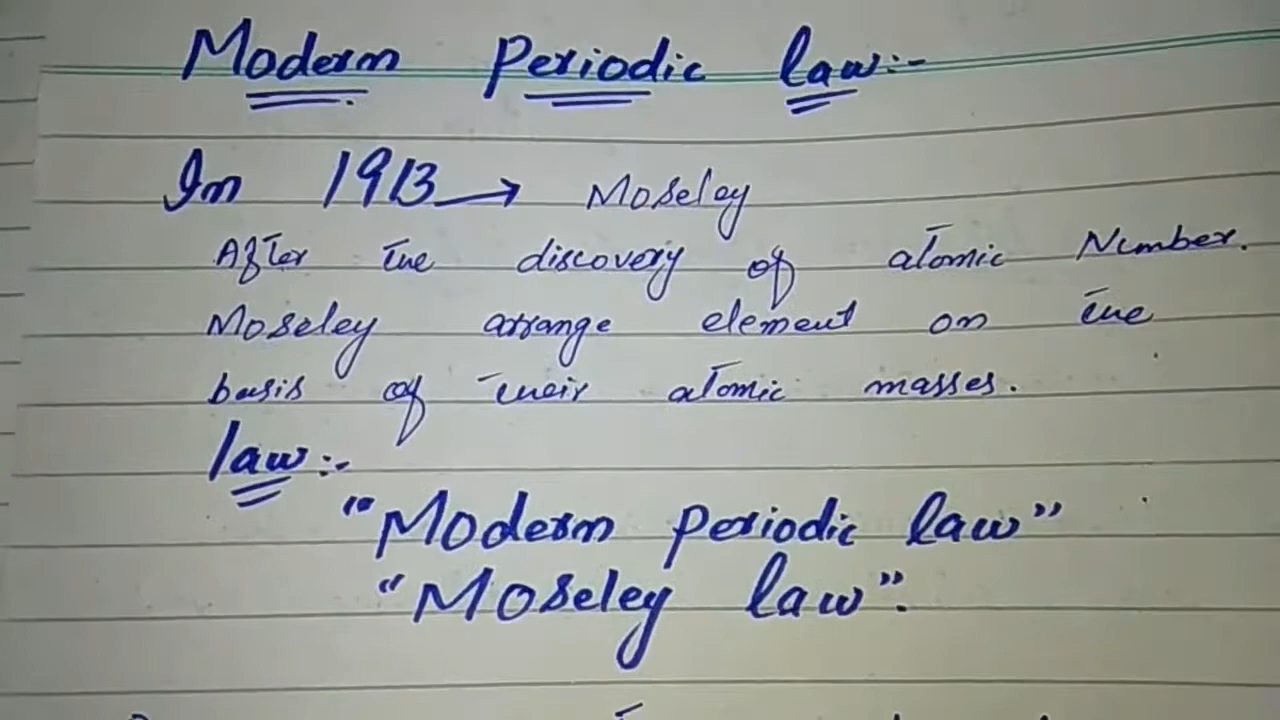 Modern Periodic law:-
In 1913 → Moseley
After the discovery of atomic Number.
Moseley arrange element on the
basis of their atomic masses.
law:-
"Modern periodic law"
"Moseley law".